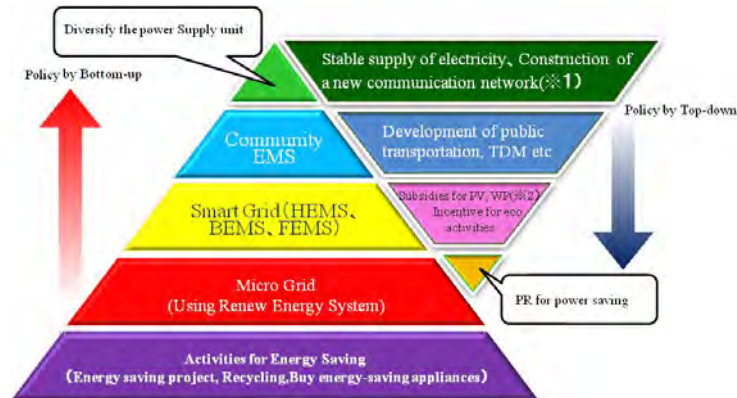 Diversify the power Supply unit
Policy by Bottom-up
Stable supply of electricity、Construction of
a new communication network(※1)
Policy by Top-down
Community
EMS
Development of public
transportation, TDM etc
Smart Grid(HEMS、
BEMS、FEMS)
Subsidies for PV, WP(※2)
Incentive for eco
activities
Micro Grid
(Using Renew Energy System)
PR for power saving
Activities for Energy Saving
(Energy saving project, Recycling,Buy energy-saving appliances)